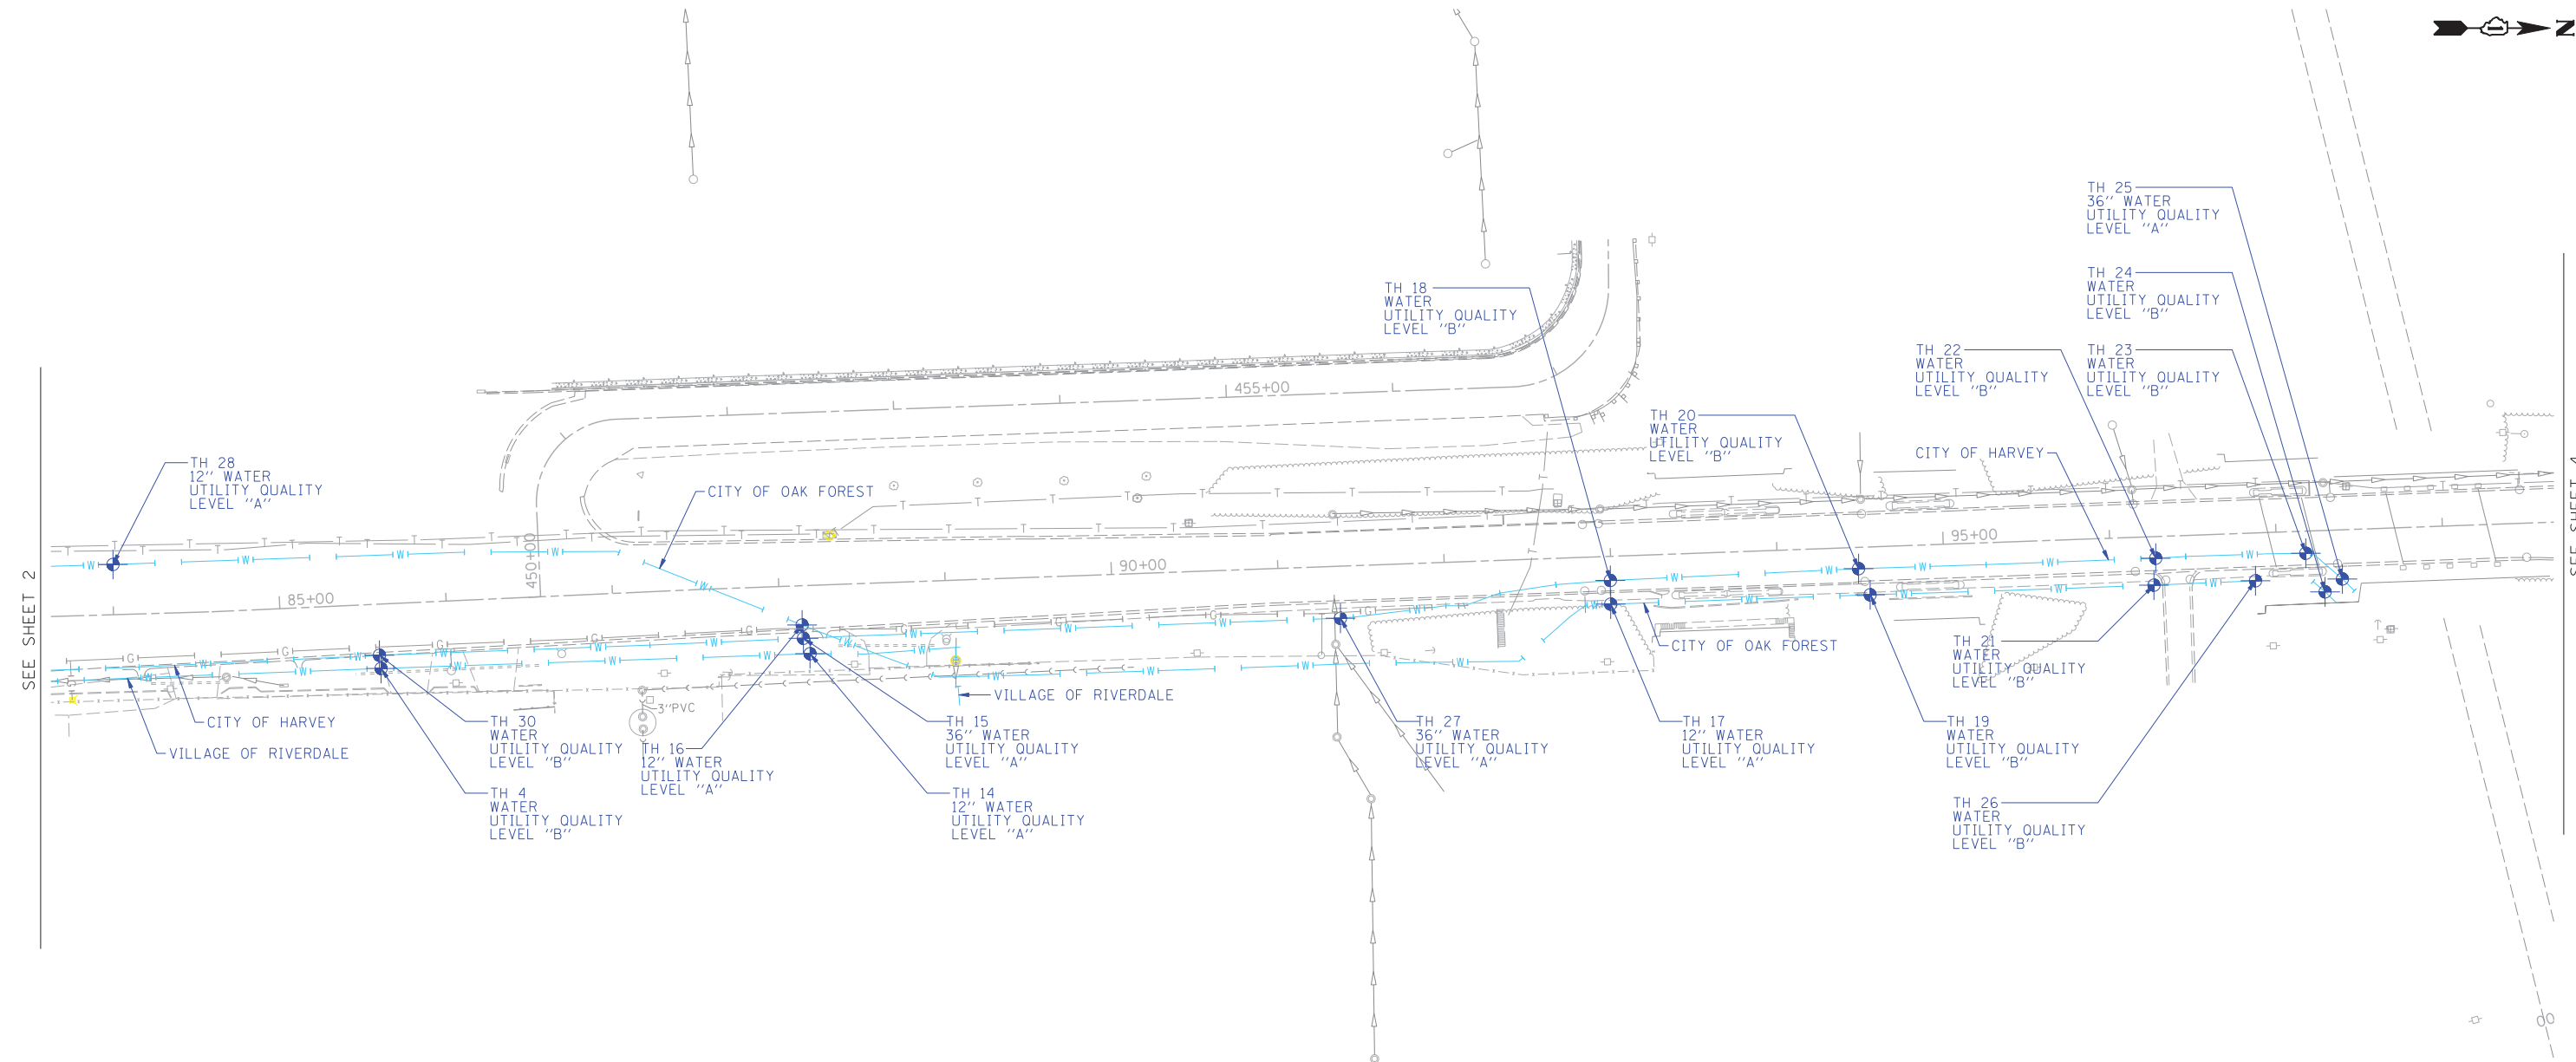 N
TH 25
36" WATER
UTILITY QUALITY
LEVEL "A"
TH 24
WATER
UTILITY QUALITY
LEVEL "B"
TH 18
WATER
UTILITY QUALITY
LEVEL "B"
TH 22
WATER
UTILITY QUALITY
LEVEL "B"
TH 23
WATER
UTILITY QUALITY
LEVEL "B"
455+00
TH 20
WATER
UTILITY QUALITY
LEVEL "B"
CITY OF HARVEY
TH 28
12" WATER
UTILITY QUALITY
LEVEL "A"
CITY OF OAK FOREST
450+00
85+00
90+00
95+00
SEE SHEET 2
SEE SHEET 4
CITY OF OAK FOREST
TH 21
WATER
UTILITY QUALITY
LEVEL "B"
VILLAGE OF RIVERDALE
3"PVC
CITY OF HARVEY
VILLAGE OF RIVERDALE
TH 30
WATER
UTILITY QUALITY
LEVEL "B"
TH 16
12" WATER
UTILITY QUALITY
LEVEL "A"
TH 15
36" WATER
UTILITY QUALITY
LEVEL "A"
TH 27
36" WATER
UTILITY QUALITY
LEVEL "A"
TH 17
12" WATER
UTILITY QUALITY
LEVEL "A"
TH 19
WATER
UTILITY QUALITY
LEVEL "B"
TH 4
WATER
UTILITY QUALITY
LEVEL "B"
TH 14
12" WATER
UTILITY QUALITY
LEVEL "A"
TH 26
WATER
UTILITY QUALITY
LEVEL "B"
00